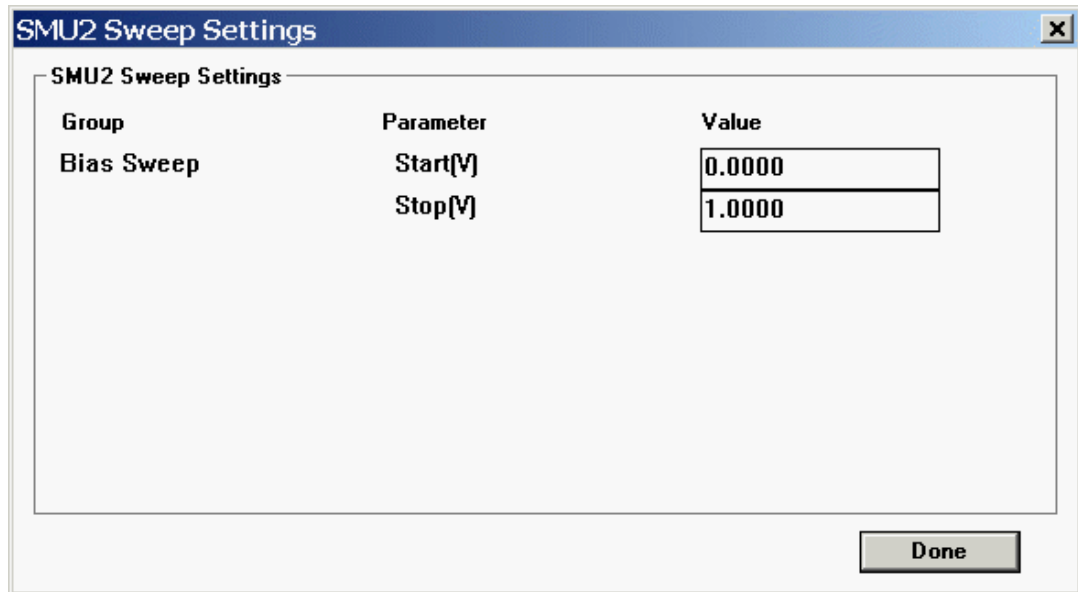 SMU2 Sweep Settings
SMU2 Sweep Settings
Group Parameter Value
Bias Sweep Start(V) 0.0000
Stop(V) 1.0000
Done